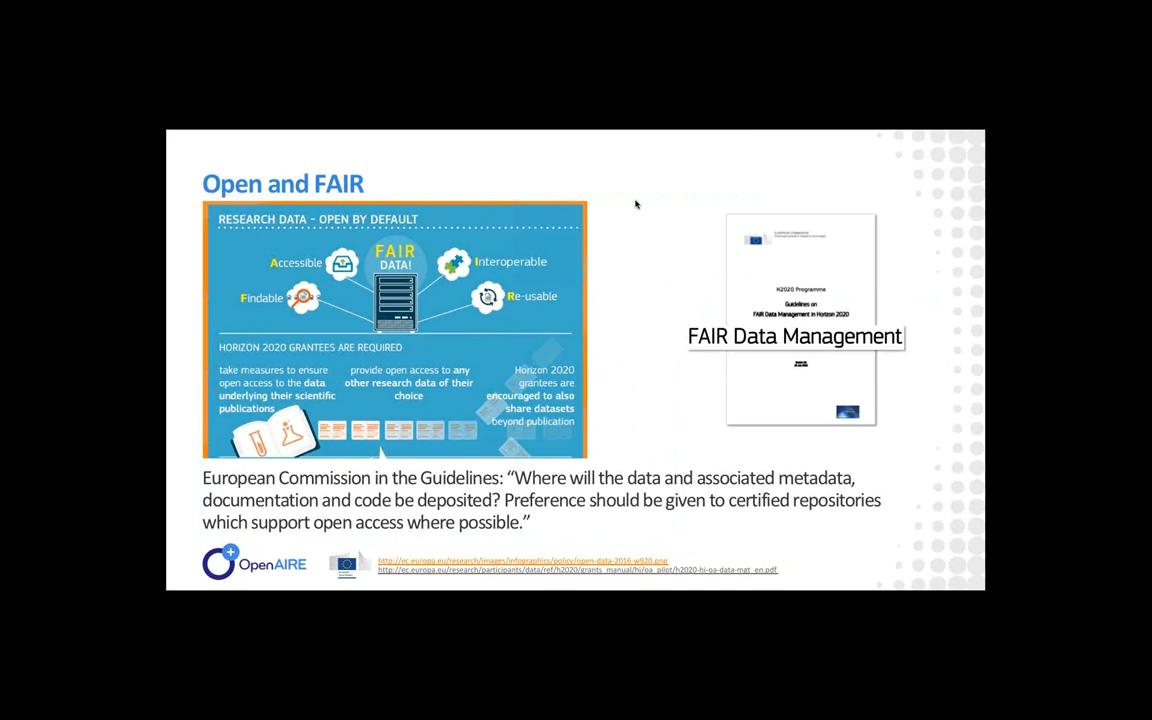 Open and FAIR
RESEARCH DATA – OPEN BY DEFAULT
FAIR
DATA!
Accessible
Interoperable
Findable
Re-usable
HORIZON 2020 GRANTEES ARE REQUIRED
take measures to ensure
open access to the data
underlying their scientific
publications
provide open access to any
other research data of their
choice
Horizon 2020
grantees are
encouraged to also
share datasets
beyond publication
H2020 Programme
Guidelines on
FAIR Data Management in Horizon 2020
FAIR Data Management
European Commission in the Guidelines: “Where will the data and associated metadata,
documentation and code be deposited? Preference should be given to certified repositories
which support open access where possible.”
OpenAIRE
http://ec.europa.eu/research/images/infographics/policy/open-data-2016-w920.png
http://ec.europa.eu/research/participants/data/ref/h2020/grants_manual/hi/oa_pilot/h2020-hi-oa-data-mgt_en.pdf